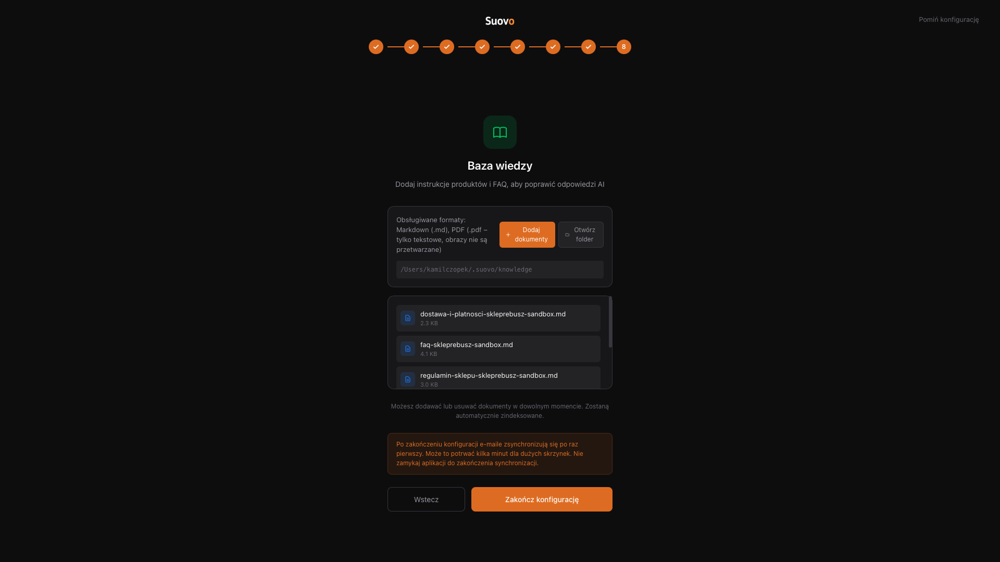 Suovo
Pomiń konfigurację
8
Baza wiedzy
Dodaj instrukcje produktów i FAQ, aby poprawić odpowiedzi AI
Obsługiwane formaty:
Markdown (.md), PDF (.pdf –
tylko tekstowe, obrazy nie są
przetwarzane)
Dodaj
dokumenty
Otwórz
folder
/Users/kamilczopek/.suovo/knowledge
dostawa-i-platnosci-skleprebusz-sandbox.md
2.3 KB
faq-skleprebusz-sandbox.md
4.1 KB
regulamin-sklepu-skleprebusz-sandbox.md
3.0 KB
Możesz dodawać lub usuwać dokumenty w dowolnym momencie. Zostaną
automatycznie zindeksowane.
Po zakończeniu konfiguracji e-maile zsynchronizują się po raz
pierwszy. Może to potrwać kilka minut dla dużych skrzynek. Nie
zamykaj aplikacji do zakończenia synchronizacji.
Wstecz
Zakończ konfigurację